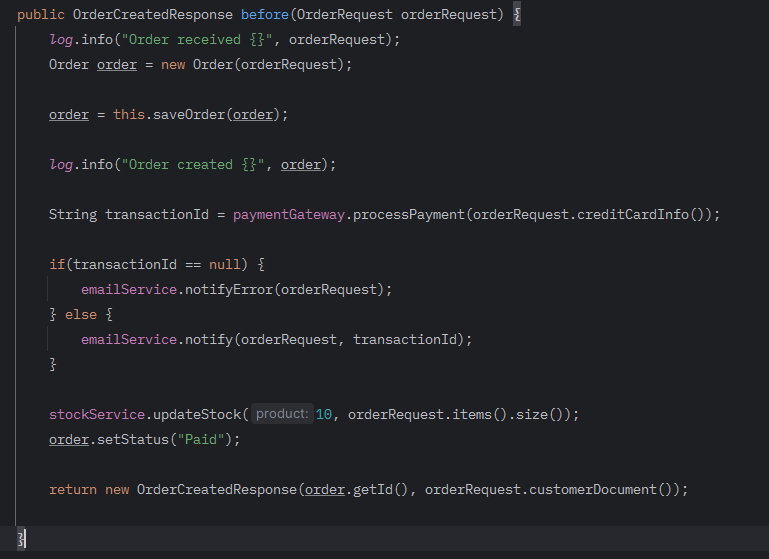 public OrderCreatedResponse before(OrderRequest orderRequest) {
log.info("Order received {}", orderRequest);
Order order = new Order(orderRequest);
order = this.saveOrder(order);
log.info("Order created {}", order);
String transactionId = paymentGateway.processPayment(orderRequest.creditCardInfo());
if(transactionId == null) {
emailService.notifyError(orderRequest);
} else {
emailService.notify(orderRequest, transactionId);
}
stockService.updateStock( product: 10, orderRequest.items().size());
order.setStatus("Paid");
return new OrderCreatedResponse(order.getId(), orderRequest.customerDocument());
}